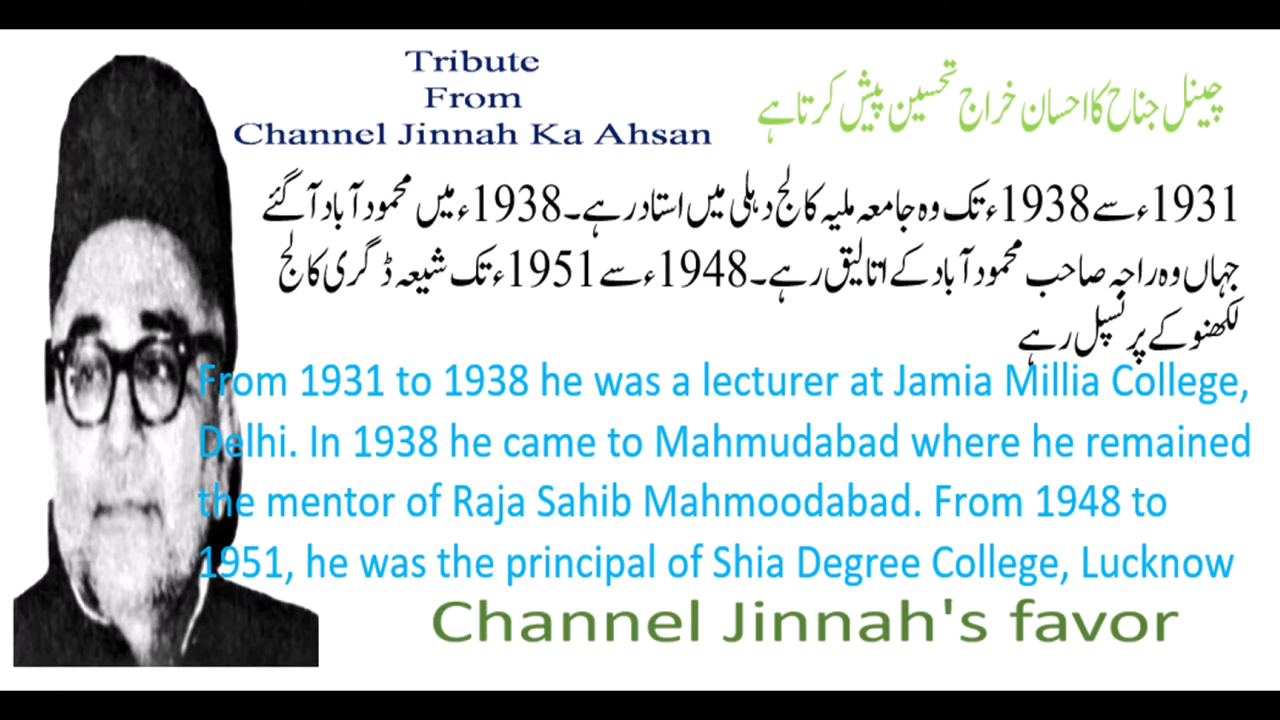 Tribute
From
Channel Jinnah Ka Ahsan
چینل جناح کا احسان خراج تحسین پیش کرتا ہے
1931ء سے 1938ء تک وہ جامعہ ملیہ کالج دہلی میں استاد رہے۔ 1938ء میں محمود آباد آگئے
جہاں وہ راجہ صاحب محمود آباد کے اتالیق رہے۔ 1948ء سے 1951ء تک شیعہ ڈگری کالج
لکھنو کے پرنسپل رہے
From 1931 to 1938 he was a lecturer at Jamia Millia College,
Delhi. In 1938 he came to Mahmudabad where he remained
the mentor of Raja Sahib Mahmoodabad. From 1948 to
1951, he was the principal of Shia Degree College, Lucknow
Channel Jinnah's favor